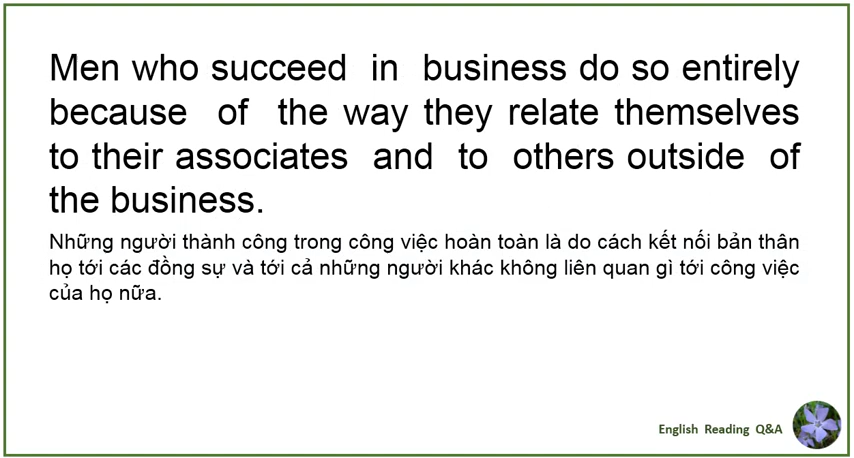 Men who succeed in business do so entirely
because of the way they relate themselves
to their associates and to others outside of
the business.
Những người thành công trong công việc hoàn toàn là do cách kết nối bản thân
họ tới các đồng sự và tới cả những người khác không liên quan gì tới công việc
của họ nữa.
English Reading Q&A